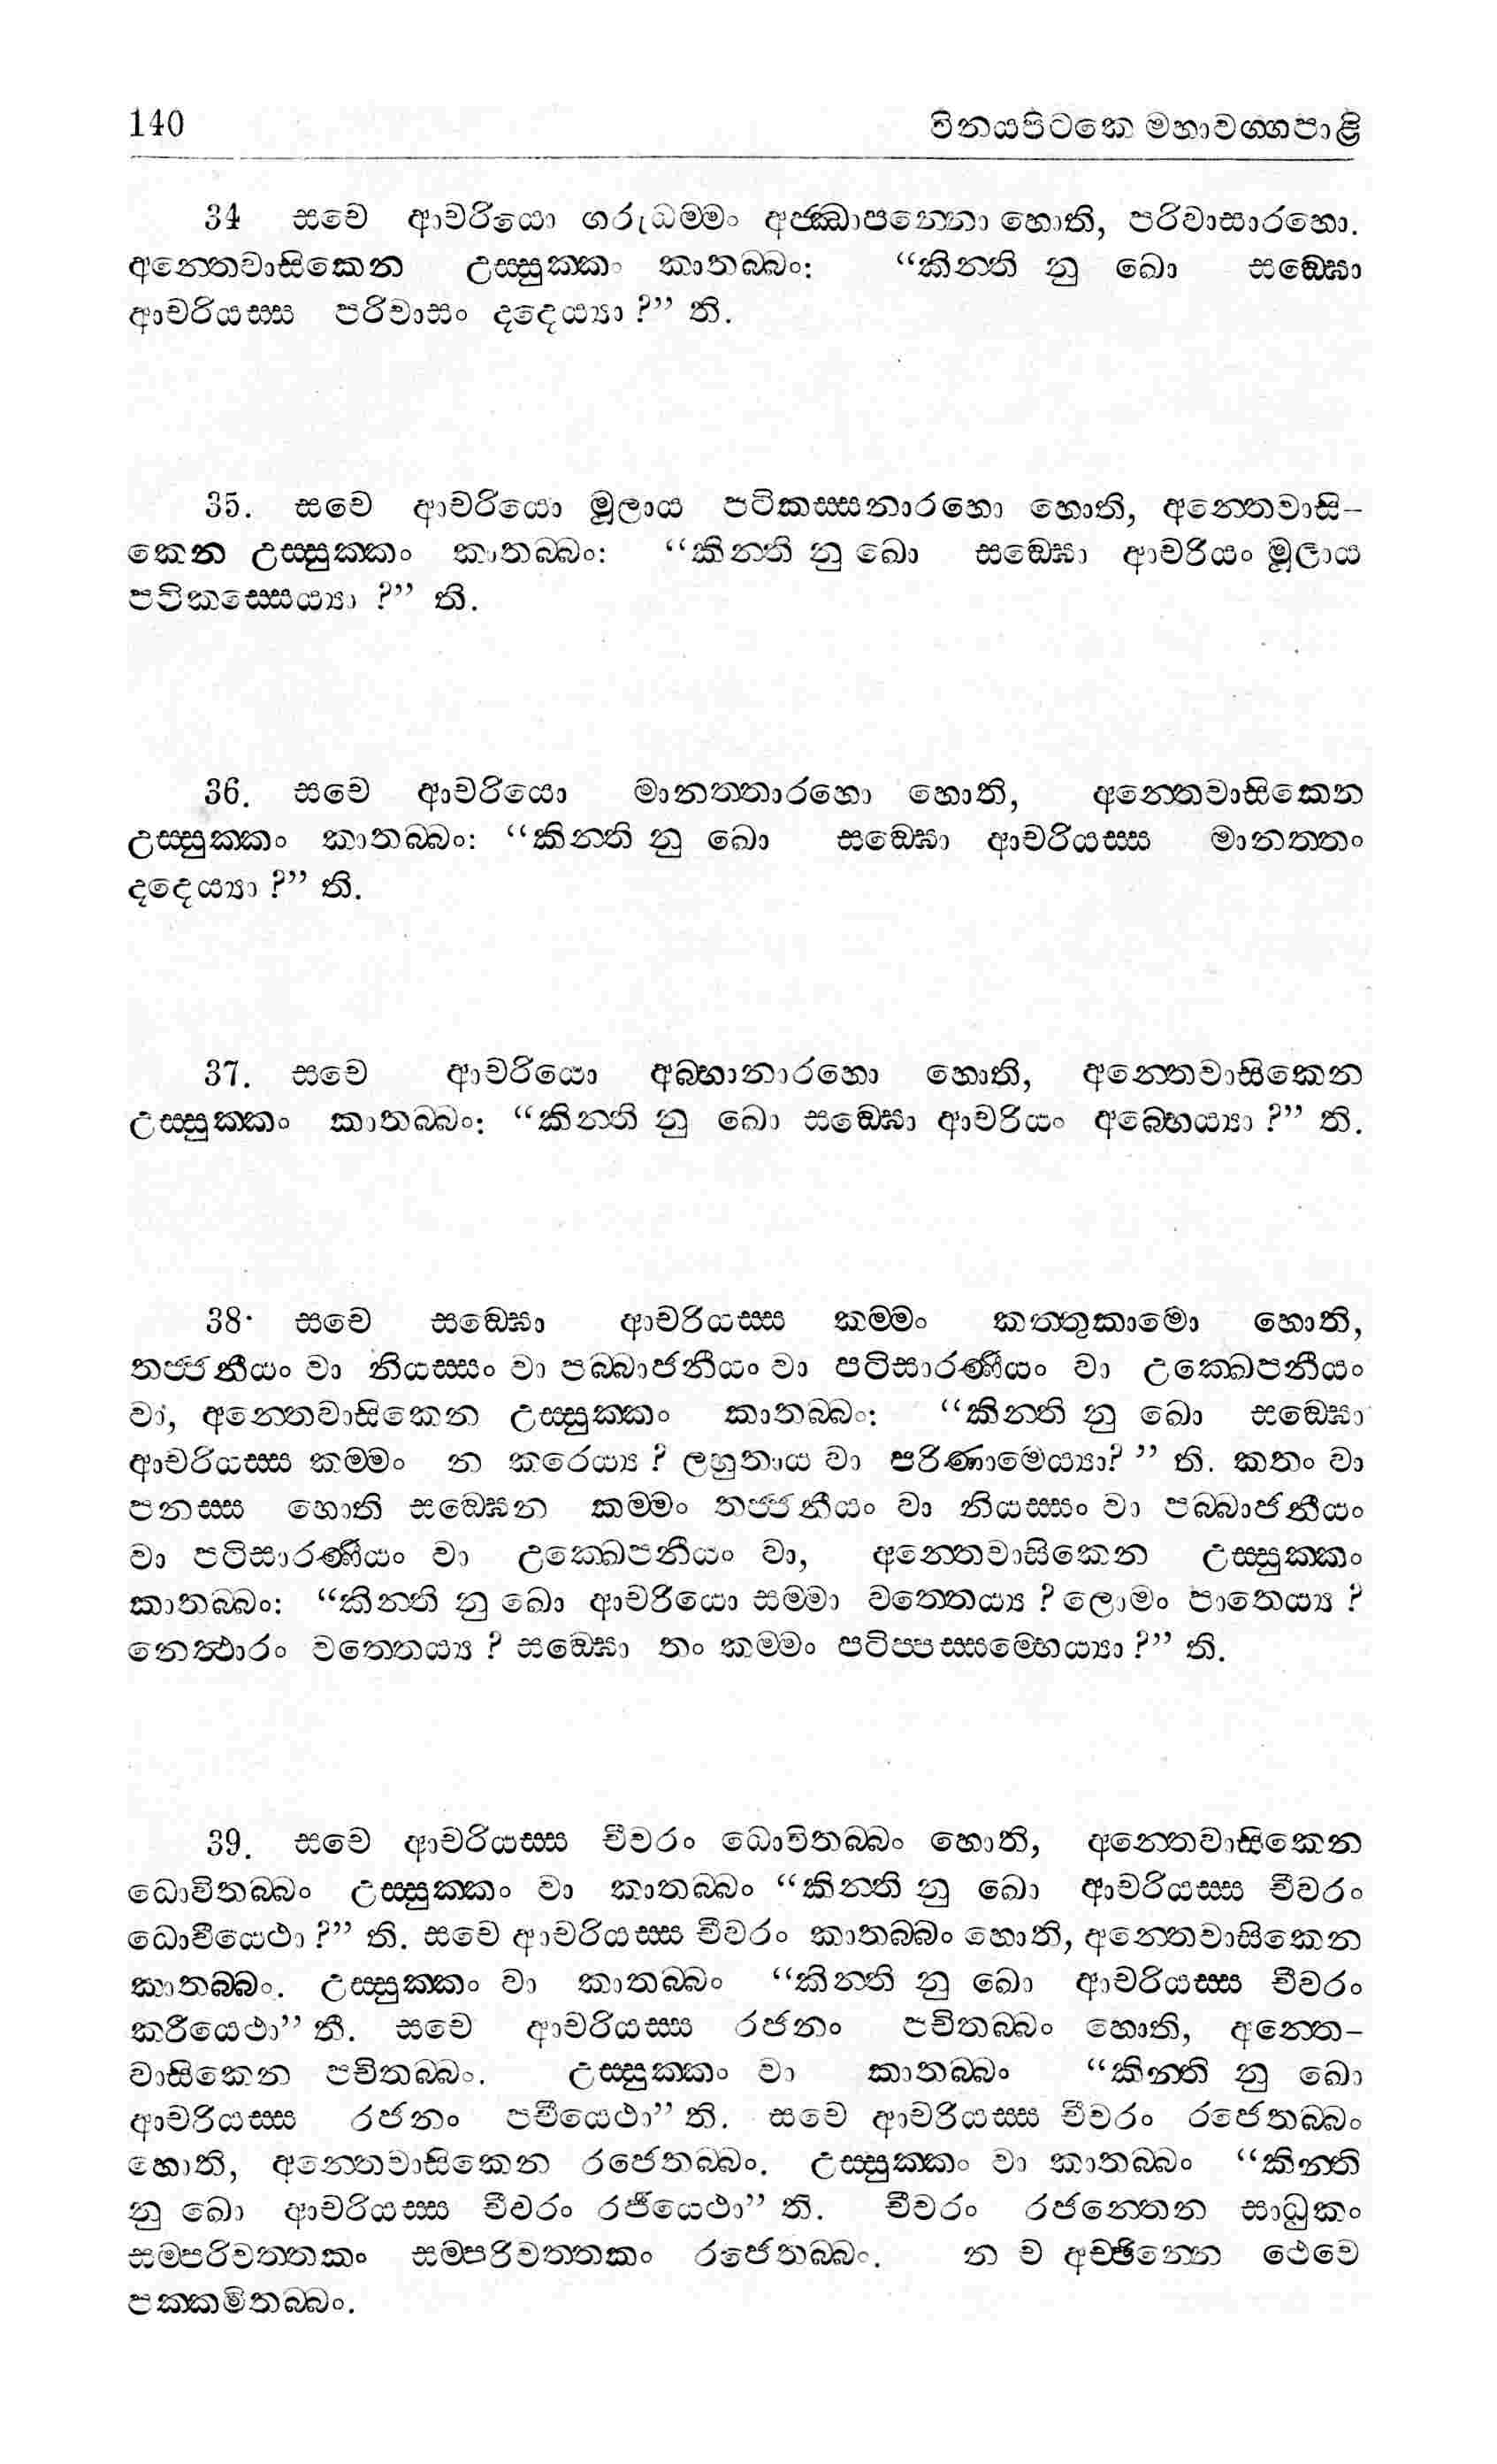 140 විනයපිටකෙ මහාවග්ගපාළි
34 සචෙ ආචරියො ගරුධම්මං අජ්ඣාපන්නො හොති, පරිවාසාරහො.
අන්තෙවාසිකෙන උස්සුක්කං කාතබ්බං: “කින්ති නු ඛො සඞ්ඝො
ආචරියස්ස පරිවාසං දදෙය්‍යා ?” ති.
35. සචෙ ආචරියො මූලාය පටිකස්සනාරහො හොති, අන්තෙවාසි-
කෙන උස්සුක්කං කාතබ්බං: “කින්ති නු ඛො සඞ්ඝො ආචරියං මූලාය
පටිකස්සෙය්‍යා ?” ති.
36. සචෙ ආචරියො මානත්තාරහො හොති, අන්තෙවාසිකෙන
උස්සුක්කං කාතබ්බං: “කින්ති නු ඛො සඞ්ඝො ආචරියස්ස මානත්තං
දදෙය්‍යා ?” ති.
37. සචෙ ආචරියො අබ්භානාරහො හොති, අන්තෙවාසිකෙන
උස්සුක්කං කාතබ්බං: “කින්ති නු ඛො සඞ්ඝො ආචරියං අබ්භෙය්‍යා ?” ති.
38· සචෙ සඞ්ඝො ආචරියස්ස කම්මං කත්තුකාමො හොති,
තජ්ජනීයං වා නියස්සං වා පබ්බාජනීයං වා පටිසාරණීයං වා උක්ඛෙපනීයං
වා, අන්තෙවාසිකෙන උස්සුක්කං කාතබ්බං: “කින්ති නු ඛො සඞ්ඝො
ආචරියස්ස කම්මං න කරෙය්‍ය ? ලහුතාය වා පරිණාමෙය්‍යා? ” ති. කතං වා
පනස්ස හොති සඞ්ඝෙන කම්මං තජ්ජනීයං වා නියස්සං වා පබ්බාජනීයං
වා පටිසාරණීයං වා උක්ඛෙපනීයං වා, අන්තෙවාසිකෙන උස්සුක්කං
කාතබ්බං: “කින්ති නු ඛො ආචරියො සම්මා වත්තෙය්‍ය ? ලොමං පාතෙය්‍ය ?
නෙත්ථාරං වත්තෙය්‍ය ? සඞ්ඝො තං කම්මං පටිප්පස්සම්භෙය්‍යා ?” ති.
39. සචෙ ආචරියස්ස චීවරං ධොවිතබ්බං හොති, අන්තෙවාසිකෙන
ධොවිතබ්බං උස්සුක්කං වා කාතබ්බං “කින්ති නු ඛො ආචරියස්ස චීවරං
ධොවීයෙථා ?” ති. සචෙ ආචරියස්ස චීවරං කාතබ්බං හොති, අන්තෙවාසිකෙන
කාතබ්බං. උස්සුක්කං වා කාතබ්බං “කින්ති නු ඛො ආචරියස්ස චීවරං
කරීයෙථා” තී. සචෙ ආචරියස්ස රජනං පචිතබ්බං හොති, අන්තෙ-
වාසිකෙන පචිතබ්බං. උස්සුක්කං වා කාතබ්බං “කින්ති නු ඛො
ආචරියස්ස රජනං පචීයෙථා” ති. සචෙ ආචරියස්ස චීවරං රජෙතබ්බං
හොති, අන්තෙවාසිකෙන රජෙතබ්බං. උස්සුක්කං වා කාතබ්බං “කින්ති
නු ඛො ආචරියස්ස චීවරං රජීයෙථා” ති. චීවරං රජන්තෙන සාධුකං
සම්පරිවත්තකං සම්පරිවත්තකං රජෙතබ්බං. න ච අච්ඡින්නෙ ථෙවෙ
පක්කමිතබ්බං.